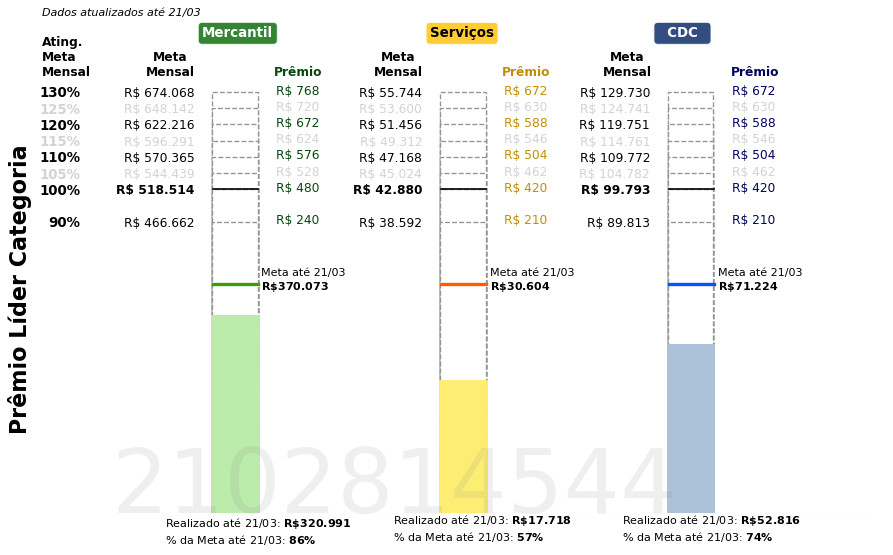 Dados atualizados até 21/03
Mercantil
Serviços
CDC
Ating.
Meta
Mensal
Meta
Mensal
Prêmio
Meta
Mensal
Prêmio
Meta
Mensal
Prêmio
130% R$ 674.068 R$ 768 R$ 55.744 R$ 672 R$ 129.730 R$ 672
125% R$ 648.142 R$ 720 R$ 53.600 R$ 630 R$ 124.741 R$ 630
120% R$ 622.216 R$ 672 R$ 51.456 R$ 588 R$ 119.751 R$ 588
115% R$ 596.291 R$ 624 R$ 49.312 R$ 546 R$ 114.761 R$ 546
110% R$ 570.365 R$ 576 R$ 47.168 R$ 504 R$ 109.772 R$ 504
105% R$ 544.439 R$ 528 R$ 45.024 R$ 462 R$ 104.782 R$ 462
100% R$ 518.514 R$ 480 R$ 42.880 R$ 420 R$ 99.793 R$ 420
90% R$ 466.662 R$ 240 R$ 38.592 R$ 210 R$ 89.813 R$ 210
Prêmio Líder Categoria
Meta até 21/03
R$370.073
Meta até 21/03
R$30.604
Meta até 21/03
R$71.224
2102814544
Realizado até 21/03: R$320.991
% da Meta até 21/03: 86%
Realizado até 21/03: R$17.718
% da Meta até 21/03: 57%
Realizado até 21/03: R$52.816
% da Meta até 21/03: 74%